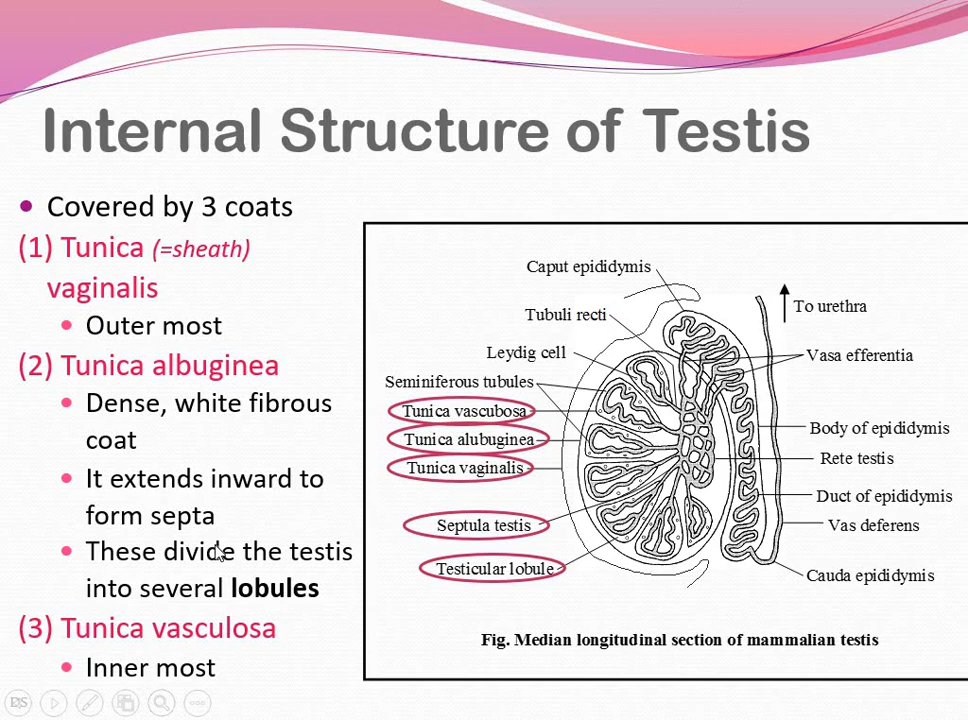 Internal Structure of Testis
Covered by 3 coats
(1) Tunica (=sheath)
vaginalis
Outer most
(2) Tunica albuginea
Dense, white fibrous
coat
It extends inward to
form septa
These divide the testis
into several lobules
(3) Tunica vasculosa
Inner most
Caput epididymis
Tubuli recti
Leydig cell
Seminiferous tubules
Tunica vascubosa
Tunica alubuginea
Tunica vaginalis
Septula testis
Testicular lobule
To urethra
Vasa efferentia
Body of epididymis
Rete testis
Duct of epididymis
Vas deferens
Cauda epididymis
Fig. Median longitudinal section of mammalian testis